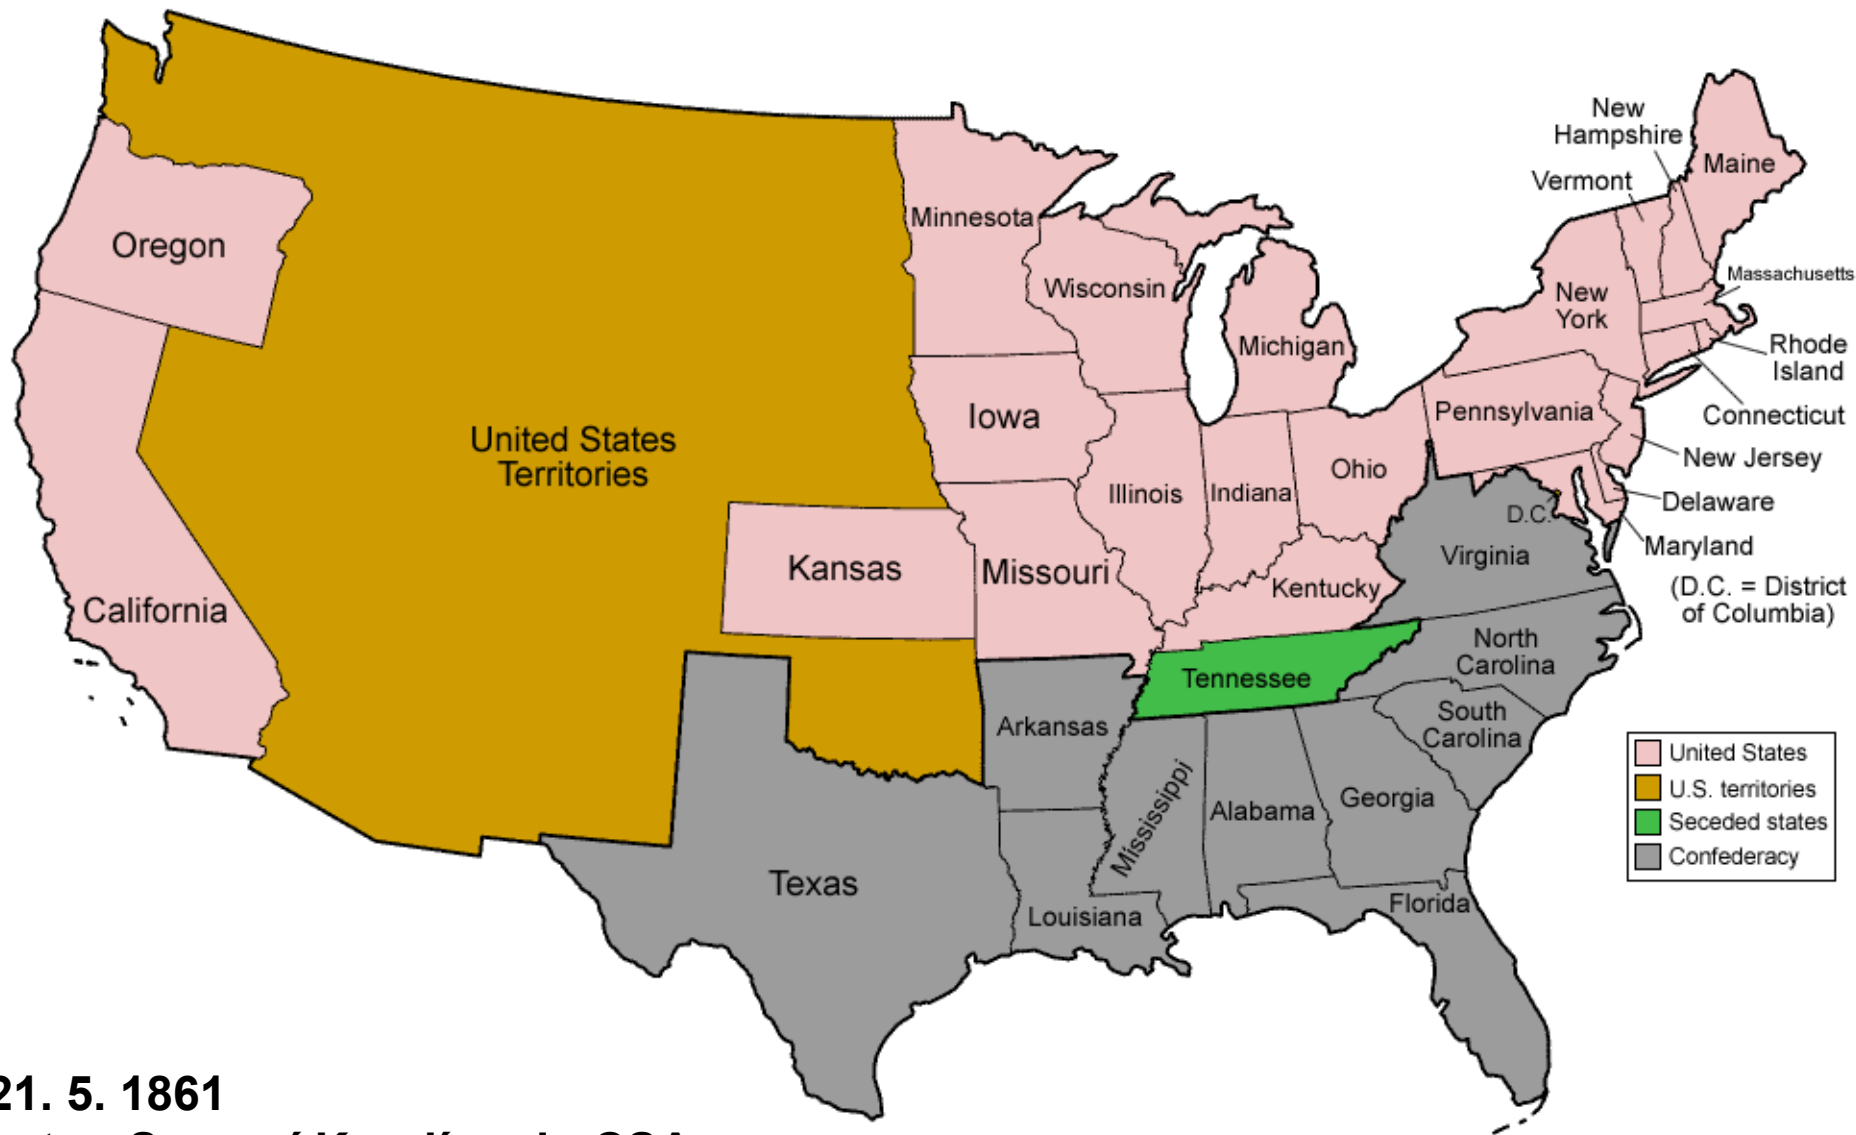 New
Hampshire
Maine
Vermont
Massachusetts
Minnesota
Oregon
Wisconsin
New
York
Michigan
Rhode
Island
Iowa
Pennsylvania
Connecticut
United States
Territories
New Jersey
Ohio
Illinois
Indiana
Delaware
D.C.
Kansas
Missouri
Virginia
Maryland
Kentucky
(D.C. = District
of Columbia)
California
North
Carolina
Tennessee
Arkansas
South
Carolina
United States
U.S. territories
Seceded states
Confederacy
Mississippi
Alabama
Georgia
Texas
Louisiana
Florida
21. 5. 1861